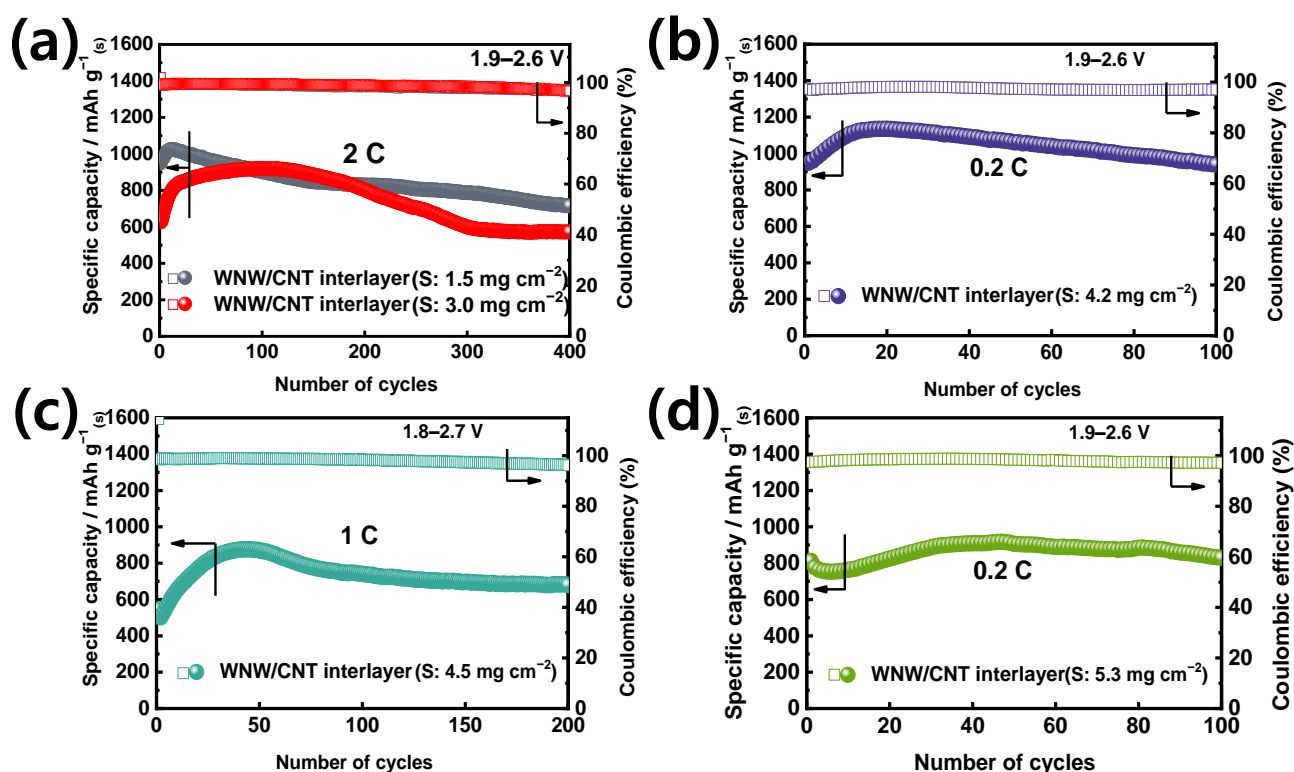 (a)
Specific capacity / mAh g⁻¹ (s)
1600
1400
1200
1000
800
600
400
200
0
1.9–2.6 V
2 C
WNW/CNT interlayer (S: 1.5 mg cm⁻²)
WNW/CNT interlayer (S: 3.0 mg cm⁻²)
100
80
60
40
20
0
Coulombic efficiency (%)
0 100 200 300 400
Number of cycles
(b)
Specific capacity / mAh g⁻¹ (s)
1600
1400
1200
1000
800
600
400
200
0
1.9–2.6 V
0.2 C
WNW/CNT interlayer (S: 4.2 mg cm⁻²)
100
80
60
40
20
0
Coulombic efficiency (%)
0 20 40 60 80 100
Number of cycles
(c)
Specific capacity / mAh g⁻¹ (s)
1600
1400
1200
1000
800
600
400
200
0
1.8–2.7 V
1 C
WNW/CNT interlayer (S: 4.5 mg cm⁻²)
100
80
60
40
20
0
Coulombic efficiency (%)
0 50 100 150 200
Number of cycles
(d)
Specific capacity / mAh g⁻¹ (s)
1600
1400
1200
1000
800
600
400
200
0
1.9–2.6 V
0.2 C
WNW/CNT interlayer (S: 5.3 mg cm⁻²)
100
80
60
40
20
0
Coulombic efficiency (%)
0 20 40 60 80 100
Number of cycles